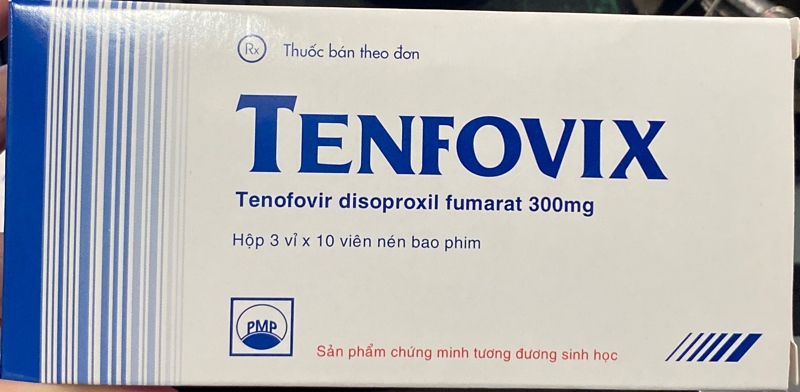 Rx Thuốc bán theo đơn
TENFOVIX
Tenofovir disoproxil fumarat 300mg
Hộp 3 vỉ x 10 viên nén bao phim
PMP
Sản phẩm chứng minh tương đương sinh học